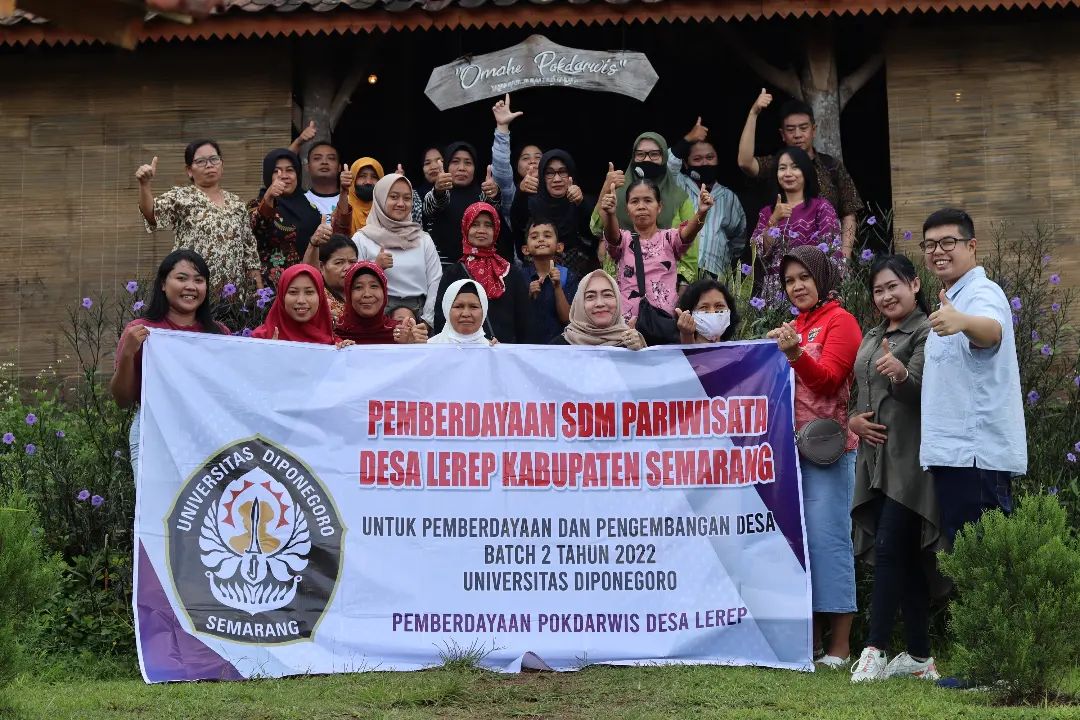 "Omahe Pokdarwis"
PEMBERDAYAAN SDM PARIWISATA
DESA LEREP KABUPATEN SEMARANG
UNTUK PEMBERDAYAAN DAN PENGEMBANGAN DESA
BATCH 2 TAHUN 2022
UNIVERSITAS DIPONEGORO
PEMBERDAYAAN POKDARWIS DESA LEREP
UNIVERSITAS DIPONEGORO
SEMARANG